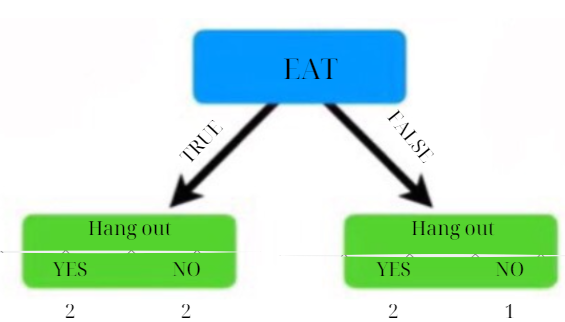 EAT
TRUE
FALSE
Hang out
YES NO
2 2
Hang out
YES NO
2 1